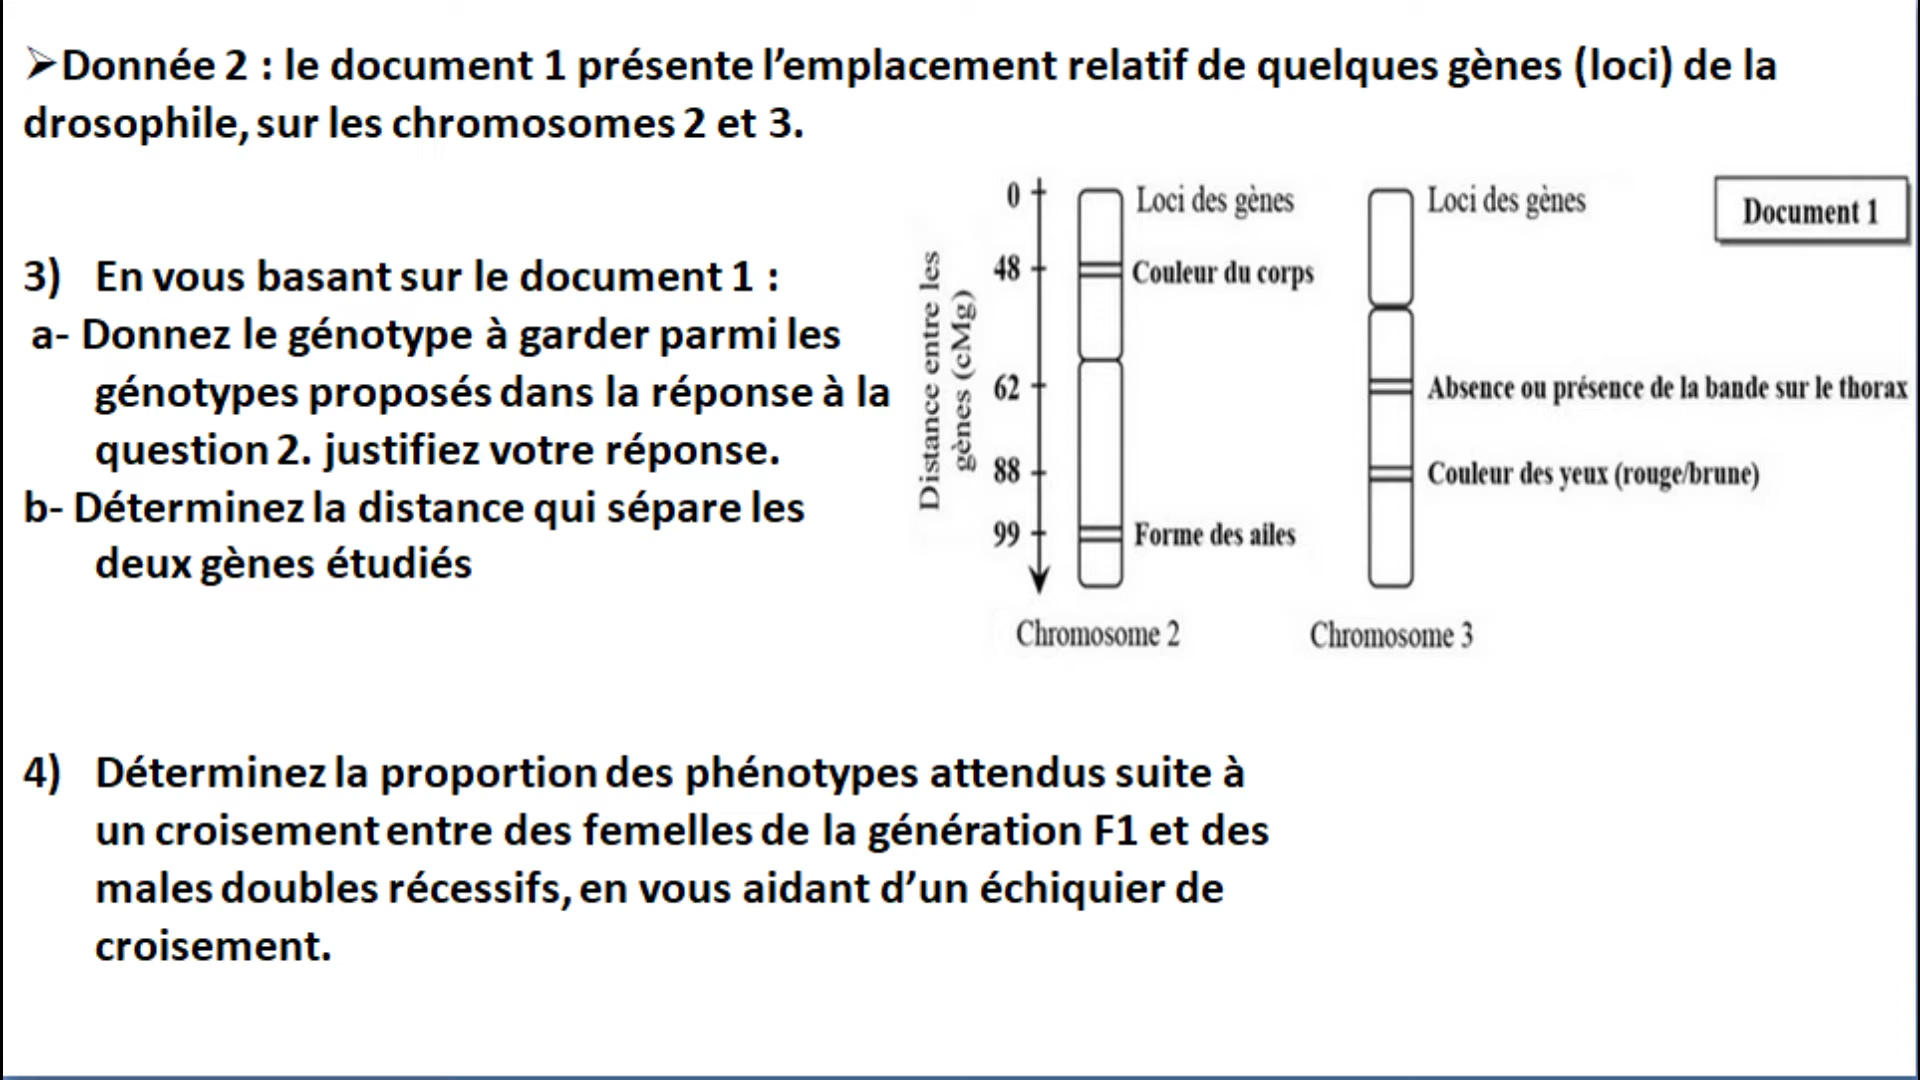 ➢Donnée 2 : le document 1 présente l’emplacement relatif de quelques gènes (loci) de la
drosophile, sur les chromosomes 2 et 3.
3) En vous basant sur le document 1 :
a- Donnez le génotype à garder parmi les
génotypes proposés dans la réponse à la
question 2. justifiez votre réponse.
b- Déterminez la distance qui sépare les
deux gènes étudiés
Distance entre les
gènes (cMg)
0
48
62
88
99
Loci des gènes
Couleur du corps
Forme des ailes
Chromosome 2
Loci des gènes
Absence ou présence de la bande sur le thorax
Couleur des yeux (rouge/brune)
Chromosome 3
Document 1
4) Déterminez la proportion des phénotypes attendus suite à
un croisement entre des femelles de la génération F1 et des
males doubles récessifs, en vous aidant d’un échiquier de
croisement.